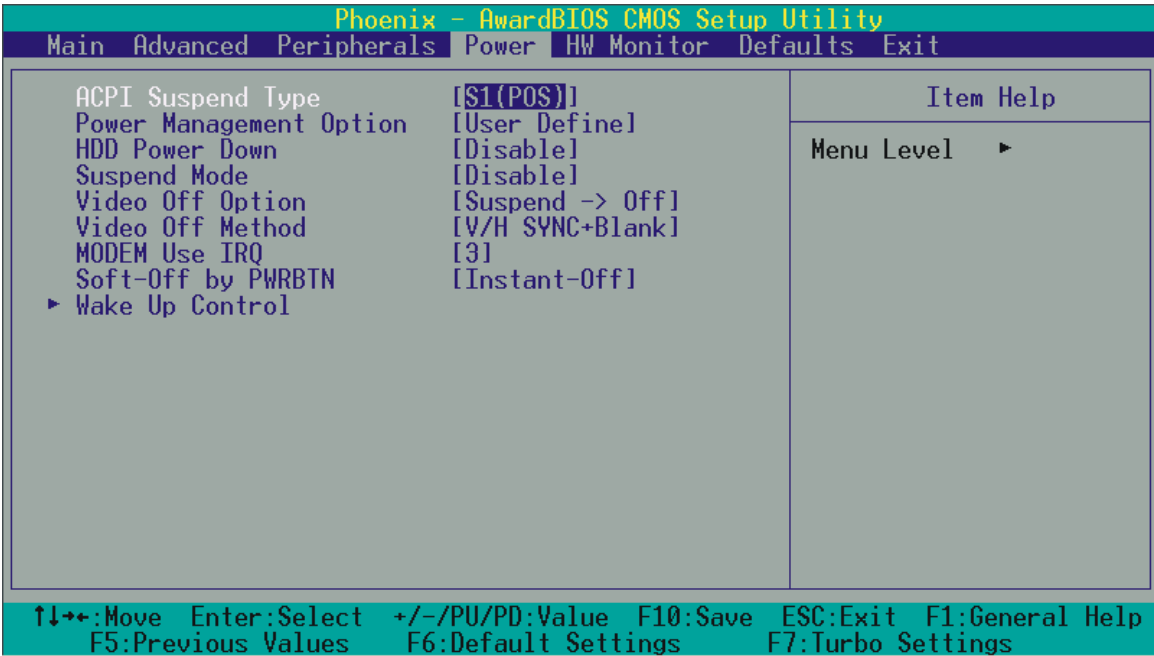 Phoenix - AwardBIOS CMOS Setup Utility
Main Advanced Peripherals Power HW Monitor Defaults Exit
ACPI Suspend Type [S1(POS)]
Power Management Option [User Define]
HDD Power Down [Disable]
Suspend Mode [Disable]
Video Off Option [Suspend -> Off]
Video Off Method [V/H SYNC+Blank]
MODEM Use IRQ [3]
Soft-Off by PWRBTN [Instant-Off]
► Wake Up Control
Item Help
Menu Level ►
↑↓→←:Move Enter:Select +/-/PU/PD:Value F10:Save ESC:Exit F1:General Help
F5:Previous Values F6:Default Settings F7:Turbo Settings